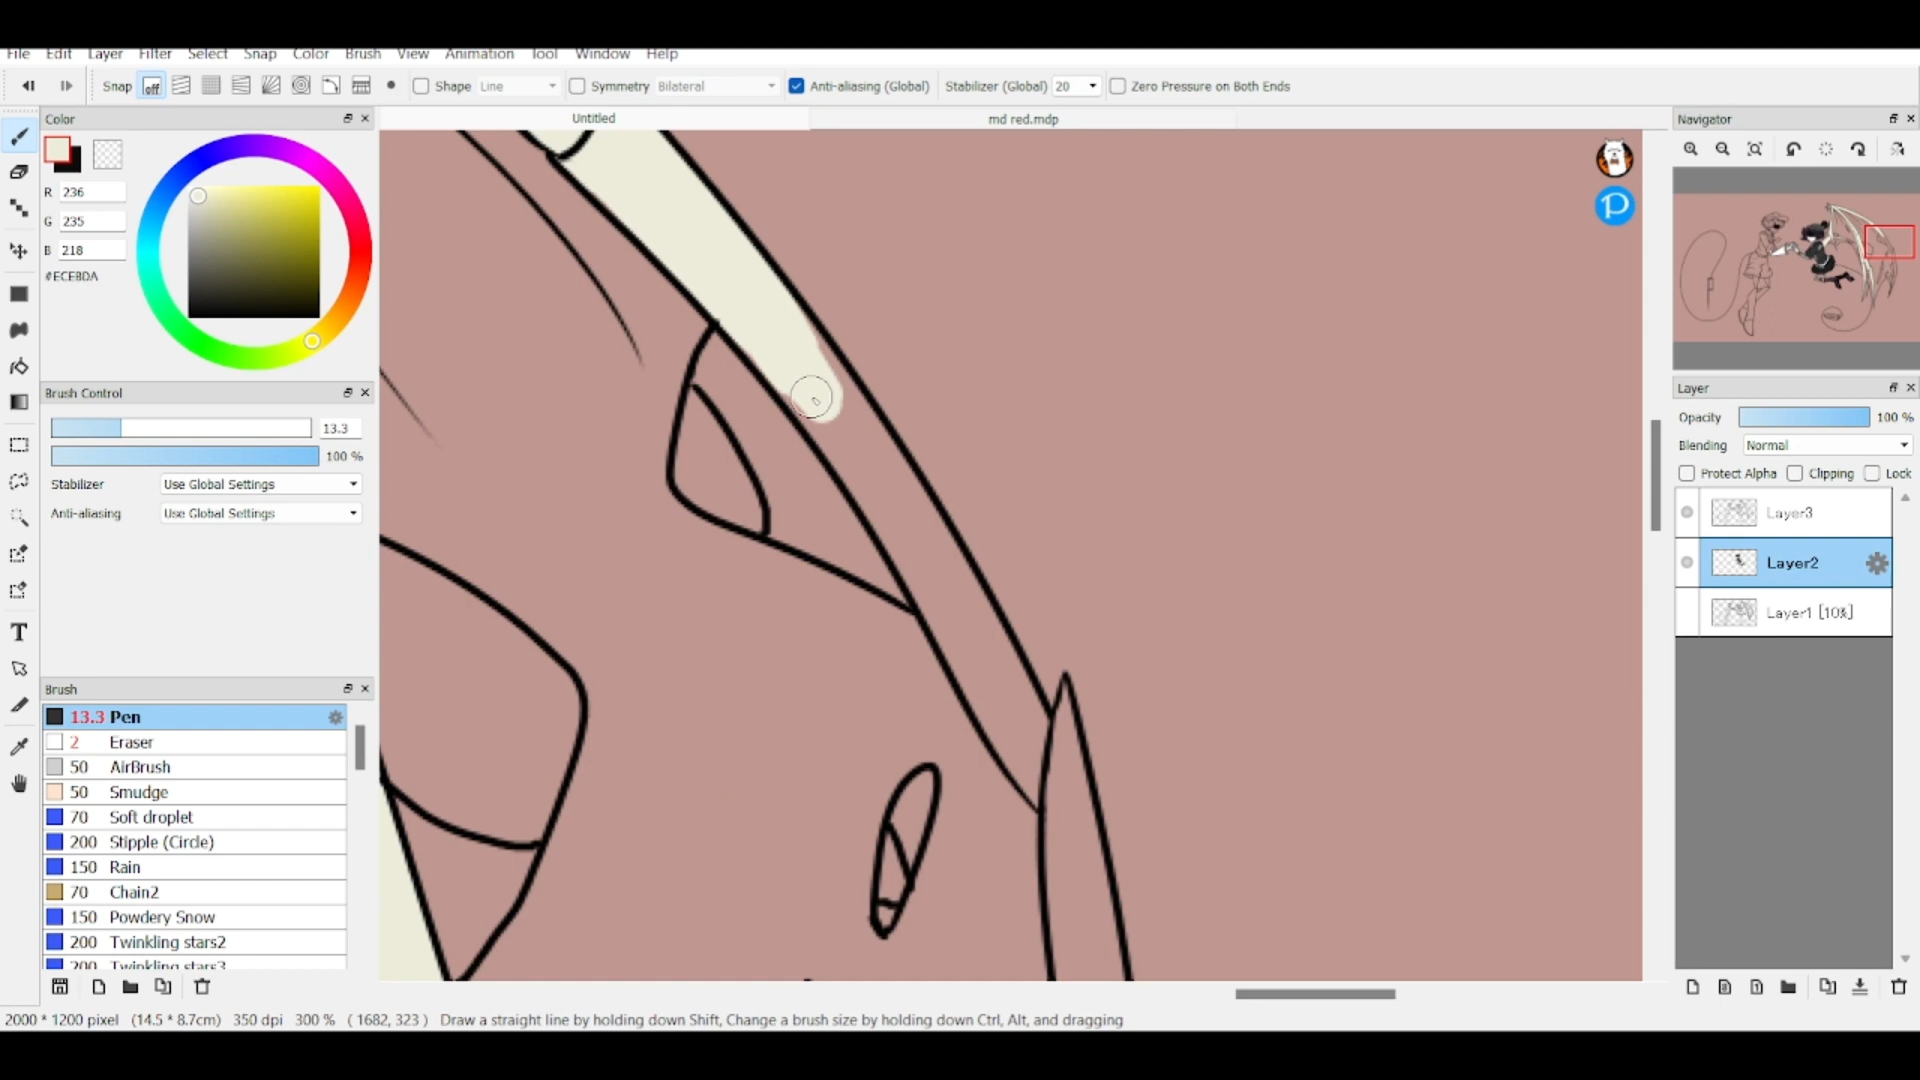 File Edit Layer Filter Select Snap Color Brush View Animation Tool Window Help
Snap off Shape Line Symmetry Bilateral Anti-aliasing (Global) Stabilizer (Global) 20 Zero Pressure on Both Ends
Color
Untitled
md red.mdp
Navigator
R 236
G 235
B 218
#ECEBDA
Brush Control
13.3
100 %
Stabilizer Use Global Settings
Anti-aliasing Use Global Settings
Brush
13.3 Pen
2 Eraser
50 AirBrush
50 Smudge
70 Soft droplet
200 Stipple (Circle)
150 Rain
70 Chain2
150 Powdery Snow
200 Twinkling stars2
200 Twinkling stars3
T
P
Layer
Opacity 100 %
Blending Normal
Protect Alpha Clipping Lock
Layer3
Layer2
Layer1 [10%]
2000 * 1200 pixel (14.5 * 8.7cm) 350 dpi 300 % ( 1682, 323 ) Draw a straight line by holding down Shift, Change a brush size by holding down Ctrl, Alt, and dragging